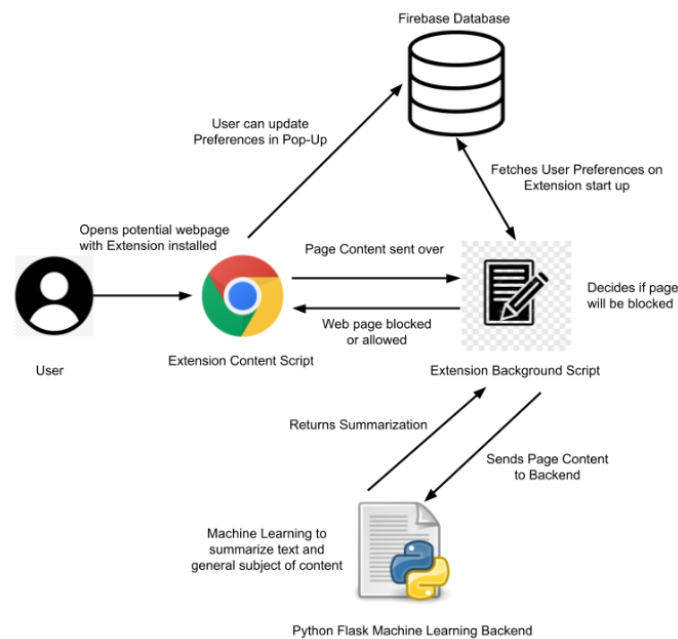 Firebase Database
User can update
Preferences in Pop-Up
Fetches User Preferences on
Extension start up
Opens potential webpage
with Extension installed
Page Content sent over
Decides if page
will be blocked
Web page blocked
or allowed
User
Extension Content Script
Extension Background Script
Returns Summarization
Sends Page Content
to Backend
Machine Learning to
summarize text and
general subject of content
Python Flask Machine Learning Backend